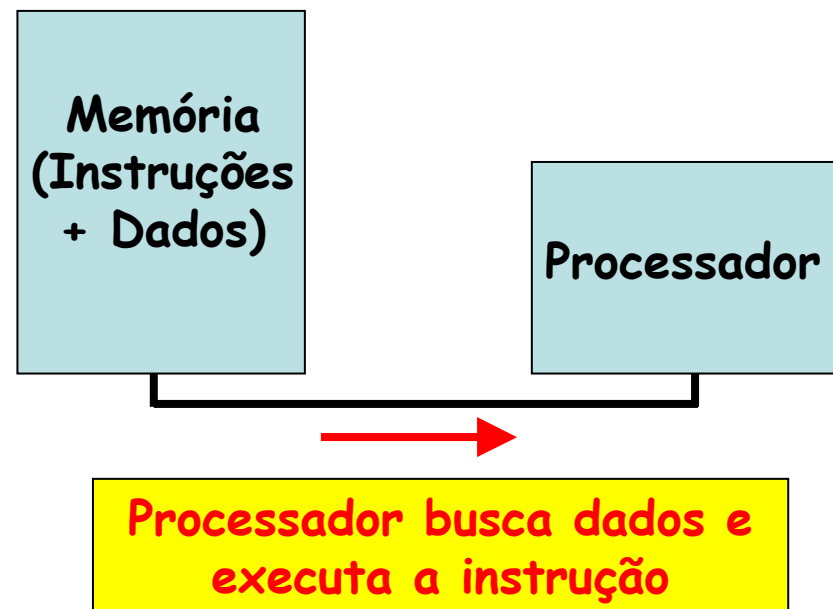 Memória
(Instruções
+ Dados)
Processador
Processador busca dados e
executa a instrução